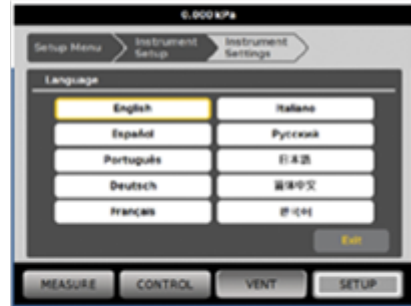 0.000 kPa
Setup Menu
Instrument
Setup
Instrument
Settings
Language
English
Italiano
Español
Русский
Português
日本語
Deutsch
简体中文
Français
한국어
Exit
MEASURE
CONTROL
VENT
SETUP